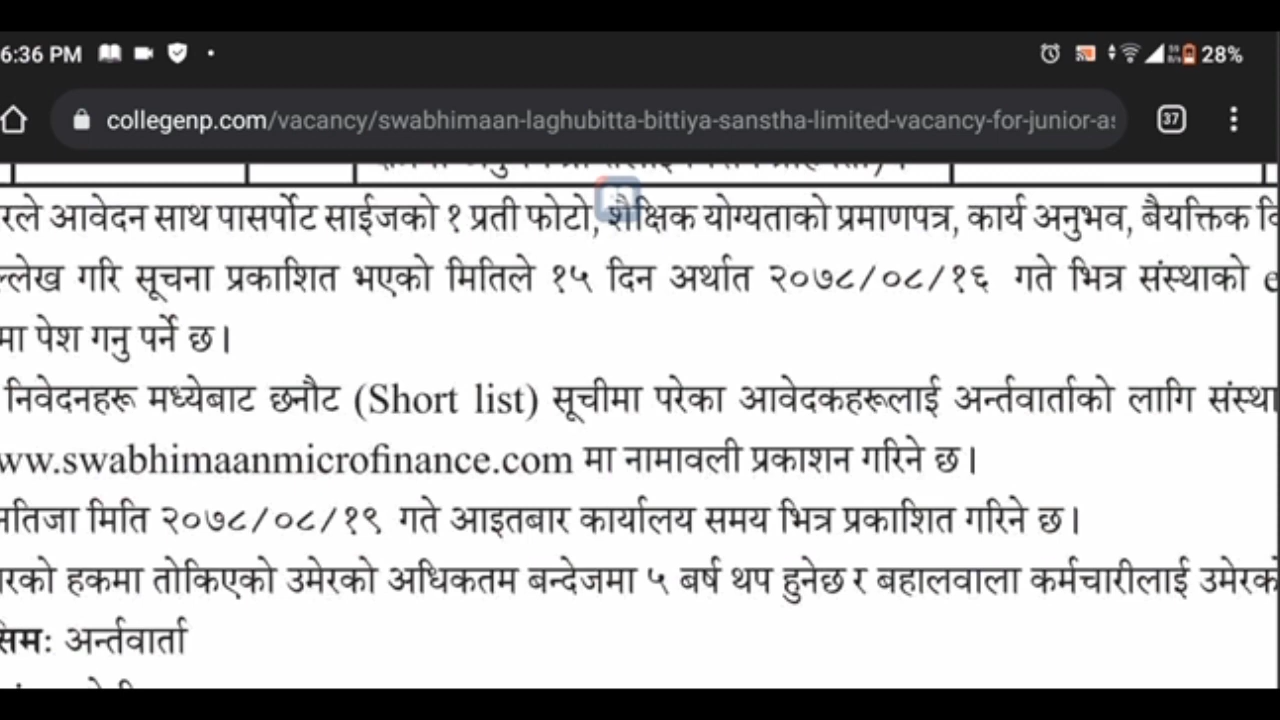 6:36 PM 28%
collegenp.com/vacancy/swabhimaan-laghubitta-bittiya-sanstha-limited-vacancy-for-junior-as 37
रले आवेदन साथ पासर्पोट साईजको १ प्रती फोटो, शैक्षिक योग्यताको प्रमाणपत्र, कार्य अनुभव, बैयक्तिक वि
ल्लेख गरि सूचना प्रकाशित भएको मितिले १५ दिन अर्थात २०७८/०८/१६ गते भित्र संस्थाको e
मा पेश गनु पर्ने छ।
निवेदनहरू मध्येबाट छनौट (Short list) सूचीमा परेका आवेदकहरूलाई अर्न्तवार्ताको लागि संस्था
ww.swabhimaanmicrofinance.com मा नामावली प्रकाशन गरिने छ।
नतिजा मिति २०७८/०८/१९ गते आइतबार कार्यालय समय भित्र प्रकाशित गरिने छ।
रको हकमा तोकिएको उमेरको अधिकतम बन्देजमा ५ बर्ष थप हुनेछ र बहालवाला कर्मचारीलाई उमेरको
सिमः अर्न्तवार्ता